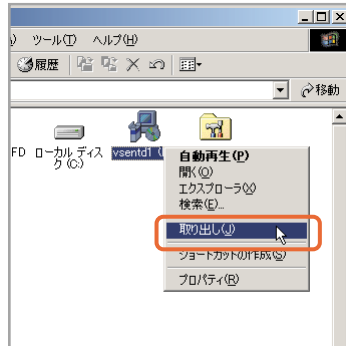 ) ツール(T) ヘルプ(H)
履歴
移動
FD
ローカル ディス
ク (C:)
vsentd1 (
自動再生(P)
開く(O)
エクスプローラ(X)
検索(E)...
取り出し(J)
ショートカットの作成(S)
プロパティ(R)